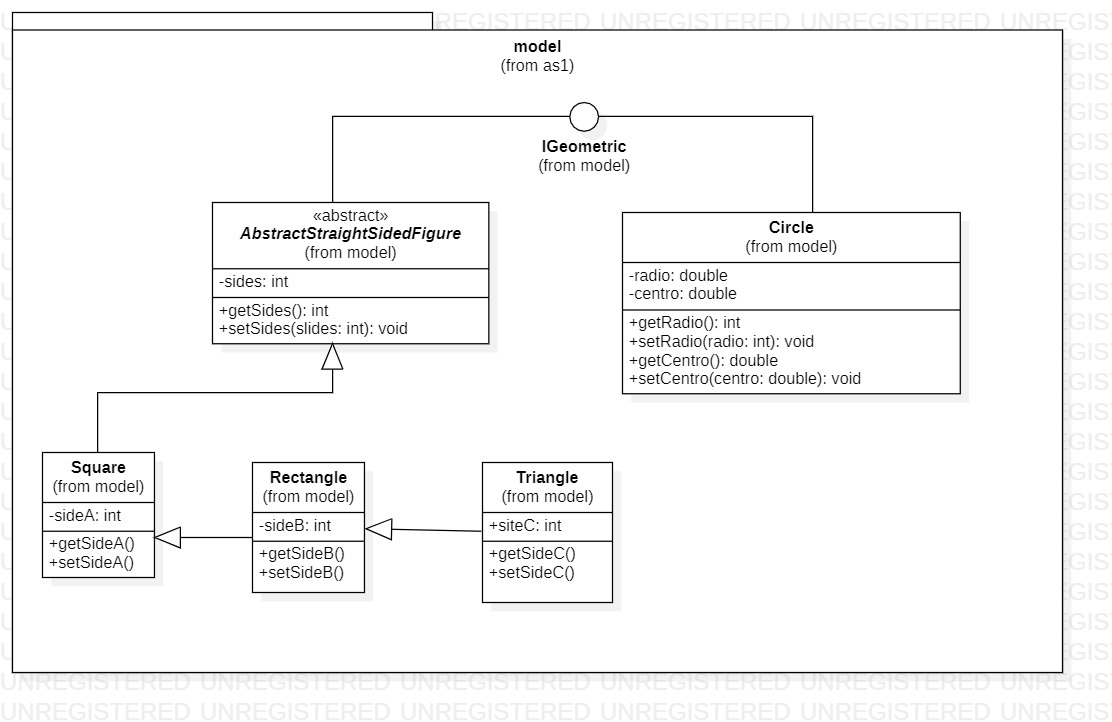 UNREGISTERED UNREGISTERED UNREGISTERED UNREGIS
model
(from as1)
IGeometric
(from model)
«abstract»
AbstractStraightSidedFigure
(from model)
-sides: int
+getSides(): int
+setSides(slides: int): void
Circle
(from model)
-radio: double
-centro: double
+getRadio(): int
+setRadio(radio: int): void
+getCentro(): double
+setCentro(centro: double): void
Square
(from model)
-sideA: int
+getSideA()
+setSideA()
Rectangle
(from model)
-sideB: int
+getSideB()
+setSideB()
Triangle
(from model)
+siteC: int
+getSideC()
+setSideC()
UNREGISTERED UNREGISTERED UNREGISTERED UNREGISTERED UNREGISTERED UNREGIS
UNREGISTERED UNREGISTERED UNREGISTERED UNREGISTERED UNREGISTERED UNREGIS